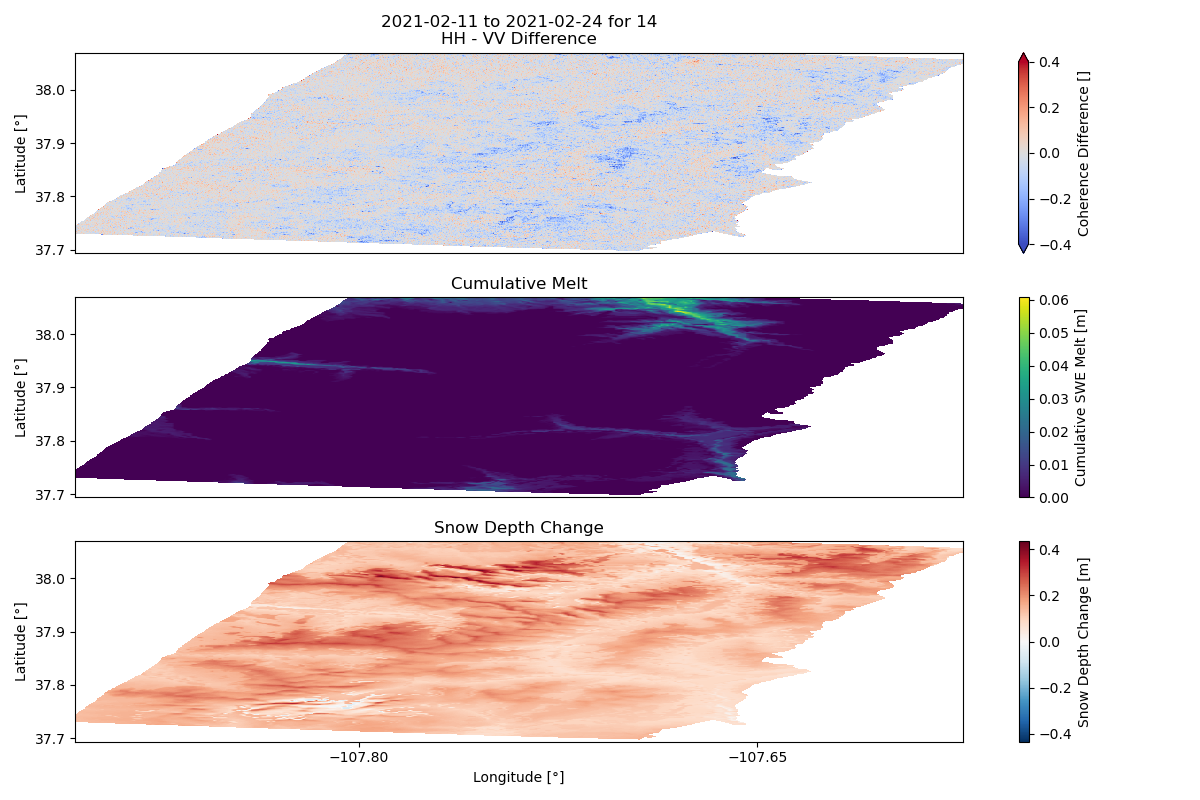 2021-02-11 to 2021-02-24 for 14
HH - VV Difference
Latitude [°]
38.0
37.9
37.8
37.7
0.4
0.2
0.0
−0.2
−0.4
Coherence Difference []
Cumulative Melt
Latitude [°]
38.0
37.9
37.8
37.7
0.06
0.05
0.04
0.03
0.02
0.01
0.00
Cumulative SWE Melt [m]
Snow Depth Change
Latitude [°]
38.0
37.9
37.8
37.7
−107.80
−107.65
Longitude [°]
0.4
0.2
0.0
−0.2
−0.4
Snow Depth Change [m]